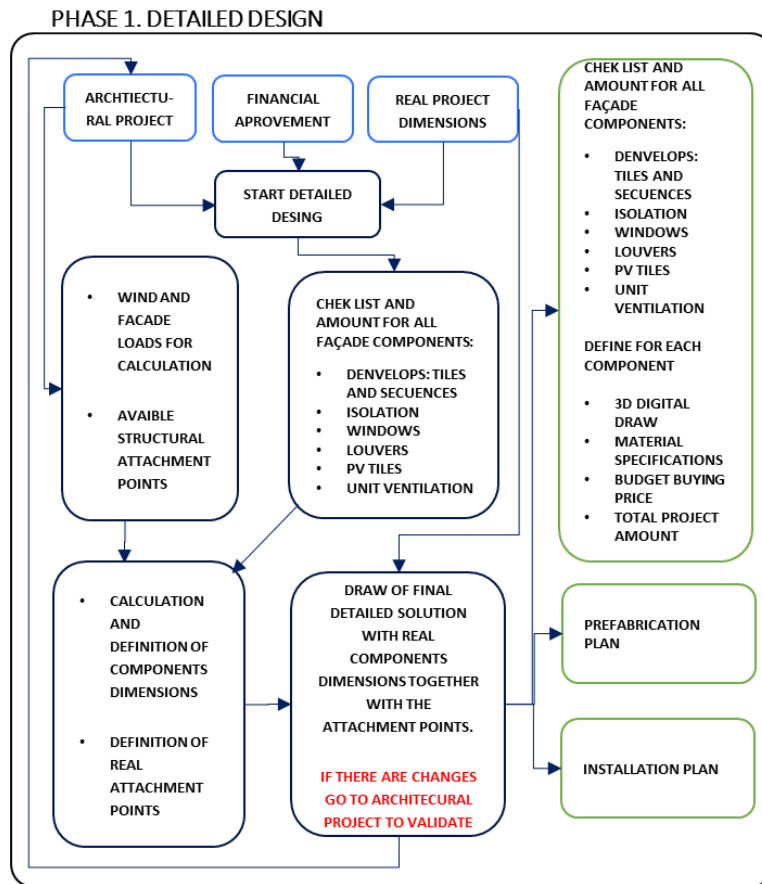 PHASE 1. DETAILED DESIGN
ARCHTIECTU-
RAL PROJECT
FINANCIAL
APROVEMENT
REAL PROJECT
DIMENSIONS
START DETAILED
DESING
• WIND AND
FACADE
LOADS FOR
CALCULATION
• AVAIBLE
STRUCTURAL
ATTACHMENT
POINTS
CHEK LIST AND
AMOUNT FOR ALL
FAÇADE COMPONENTS:
• DENVELOPS: TILES
AND SECUENCES
• ISOLATION
• WINDOWS
• LOUVERS
• PV TILES
• UNIT VENTILATION
• CALCULATION
AND
DEFINITION OF
COMPONENTS
DIMENSIONS
• DEFINITION OF
REAL
ATTACHMENT
POINTS
DRAW OF FINAL
DETAILED SOLUTION
WITH REAL
COMPONENTS
DIMENSIONS TOGETHER
WITH THE
ATTACHMENT POINTS.
IF THERE ARE CHANGES
GO TO ARCHITECURAL
PROJECT TO VALIDATE
CHEK LIST AND
AMOUNT FOR ALL
FAÇADE
COMPONENTS:
• DENVELOPS:
TILES AND
SECUENCES
• ISOLATION
• WINDOWS
• LOUVERS
• PV TILES
• UNIT
VENTILATION
DEFINE FOR EACH
COMPONENT
• 3D DIGITAL
DRAW
• MATERIAL
SPECIFICATIONS
• BUDGET BUYING
PRICE
• TOTAL PROJECT
AMOUNT
PREFABRICATION
PLAN
INSTALLATION PLAN